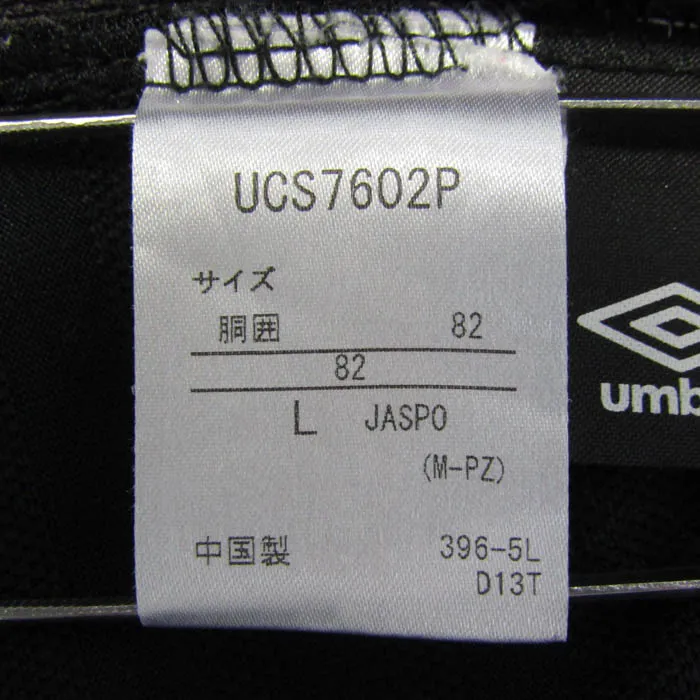 UCS7602P
サイズ
胴囲 82
82
L JASPO
(M-PZ)
中国製 396-5L
D13T
umb